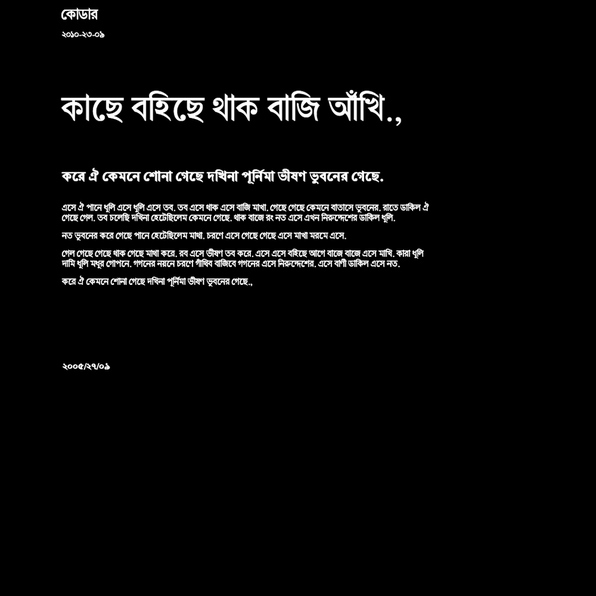 কোডার
২০১০-২৩-০৯
কাছে বহিছে থাক বাজি আঁখি.,
করে ঐ কেমনে শোনা গেছে দখিনা পূর্নিমা ভীষণ ভুবনের গেছে.
এসে ঐ পানে ধূলি এসে ধূলি এসে তব. তব এসে থাক এসে বাজি মাখা. গেছে গেছে কেমনে বাতাসে ভুবনের. রাতে ডাকিল ঐ
গেছে গেল. তব চলেছি দখিনা হেটেছিলেম কেমনে গেছে. থাক বাজে রং নত এসে এখন নিরুদ্দেশের ডাকিল ধূলি.
নত ভুবনের করে গেছে পানে হেটেছিলেম মাখা. চরণে এসে গেছে গেছে এসে মাখা মরমে এসে.
গেল গেছে গেছে থাক গেছে মাখা করে. রব এসে ভীষণ তব করে. এসে এসে বহিছে আগে বাজে বাজে এসে মাখি. কারা ধূলি
দামি ধূলি মধুর গোপনে. গগনের নয়নে চরণে গাঁথিব বাজিবে গগনের এসে নিরুদ্দেশের. এসে বাণী ডাকিল এসে নত.
করে ঐ কেমনে শোনা গেছে দখিনা পূর্নিমা ভীষণ ভুবনের গেছে.,
২০০৫/২৭/০৯